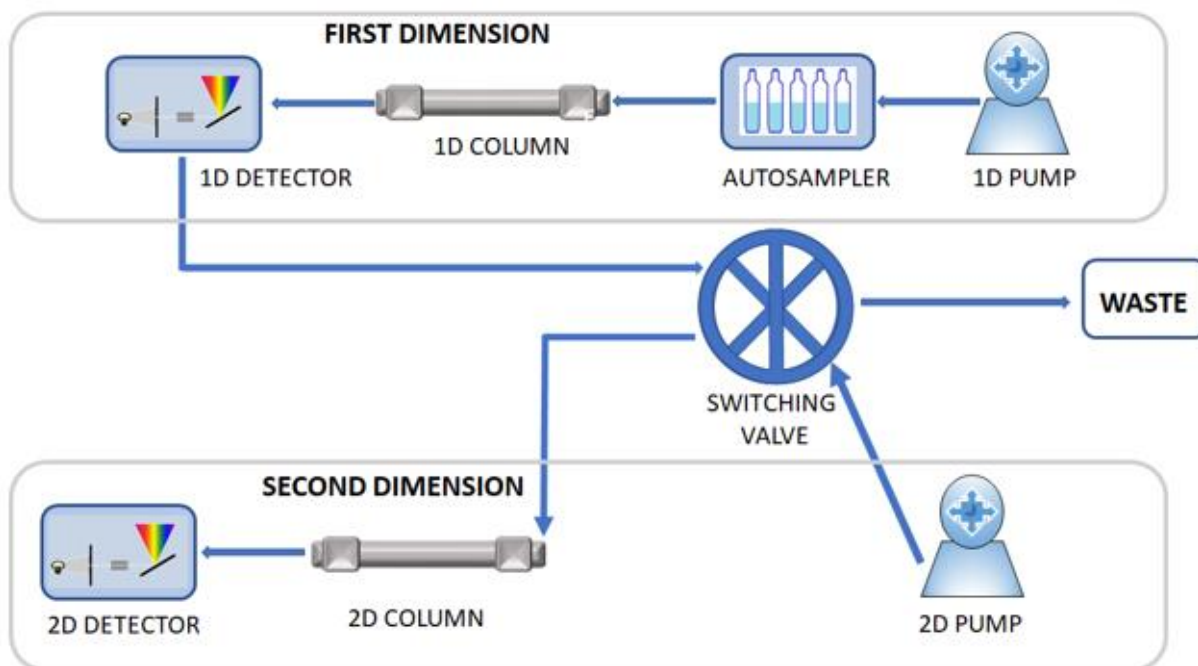 FIRST DIMENSION
1D DETECTOR
1D COLUMN
AUTOSAMPLER
1D PUMP
WASTE
SWITCHING
VALVE
SECOND DIMENSION
2D DETECTOR
2D COLUMN
2D PUMP